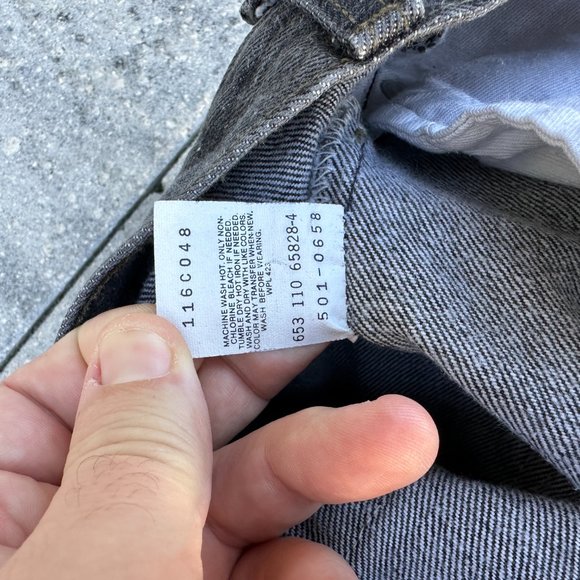 116C048
MACHINE WASH HOT, ONLY NON-
CHLORINE BLEACH IF NEEDED.
TUMBLE DRY. HOT IRON IF NEEDED.
WASH AND DRY WITH LIKE COLORS.
COLOR MAY TRANSFER WHEN NEW.
WASH BEFORE WEARING.
WPL 423
653 110 65828-4
501-0658